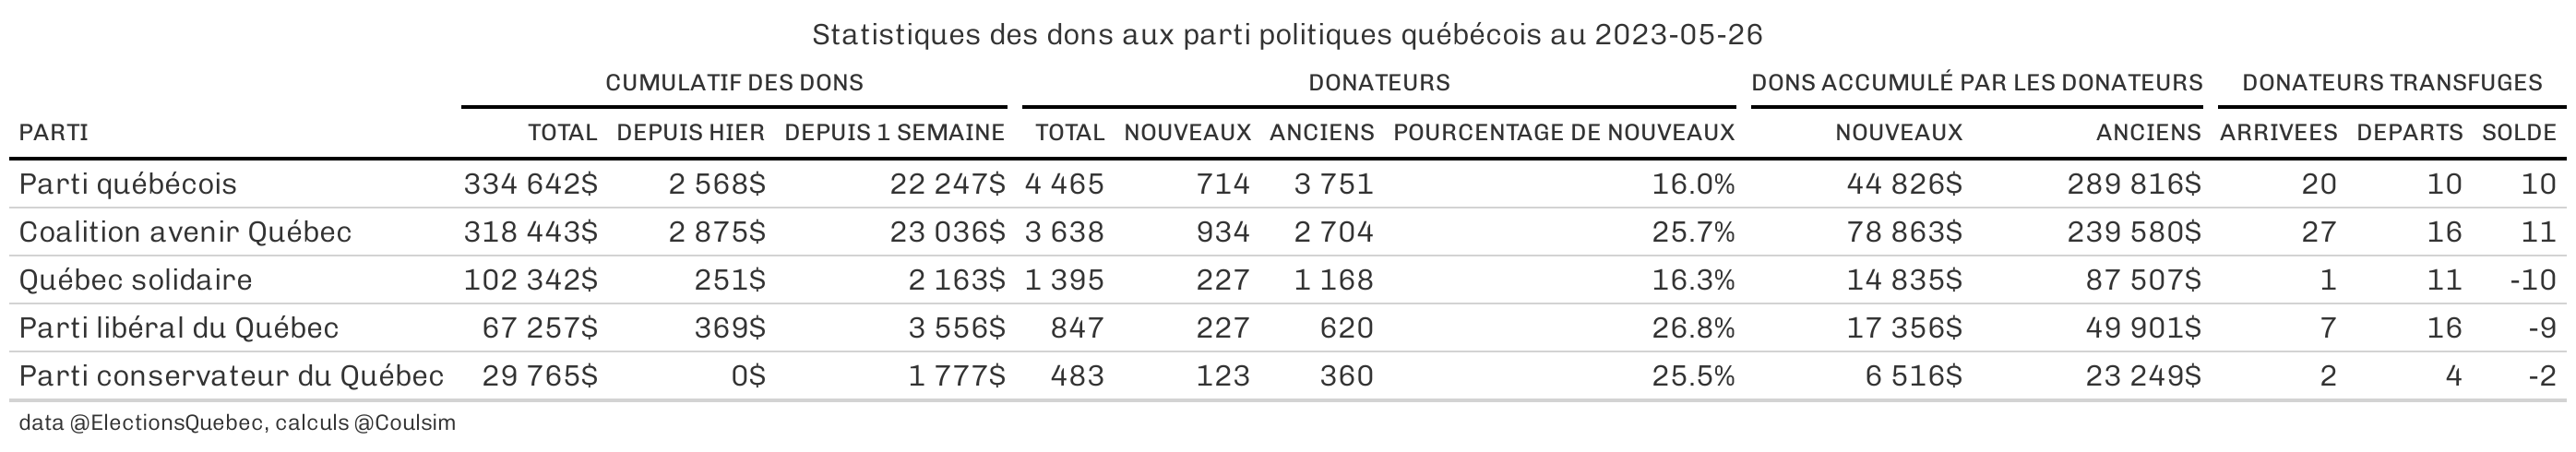 Statistiques des dons aux parti politiques québécois au 2023-05-26
CUMULATIF DES DONS DONATEURS DONS ACCUMULÉ PAR LES DONATEURS DONATEURS TRANSFUGES
PARTI TOTAL DEPUIS HIER DEPUIS 1 SEMAINE TOTAL NOUVEAUX ANCIENS POURCENTAGE DE NOUVEAUX NOUVEAUX ANCIENS ARRIVEES DEPARTS SOLDE
Parti québécois 334 642$ 2 568$ 22 247$ 4 465 714 3 751 16.0% 44 826$ 289 816$ 20 10 10
Coalition avenir Québec 318 443$ 2 875$ 23 036$ 3 638 934 2 704 25.7% 78 863$ 239 580$ 27 16 11
Québec solidaire 102 342$ 251$ 2 163$ 1 395 227 1 168 16.3% 14 835$ 87 507$ 1 11 -10
Parti libéral du Québec 67 257$ 369$ 3 556$ 847 227 620 26.8% 17 356$ 49 901$ 7 16 -9
Parti conservateur du Québec 29 765$ 0$ 1 777$ 483 123 360 25.5% 6 516$ 23 249$ 2 4 -2
data @ElectionsQuebec, calculs @Coulsim